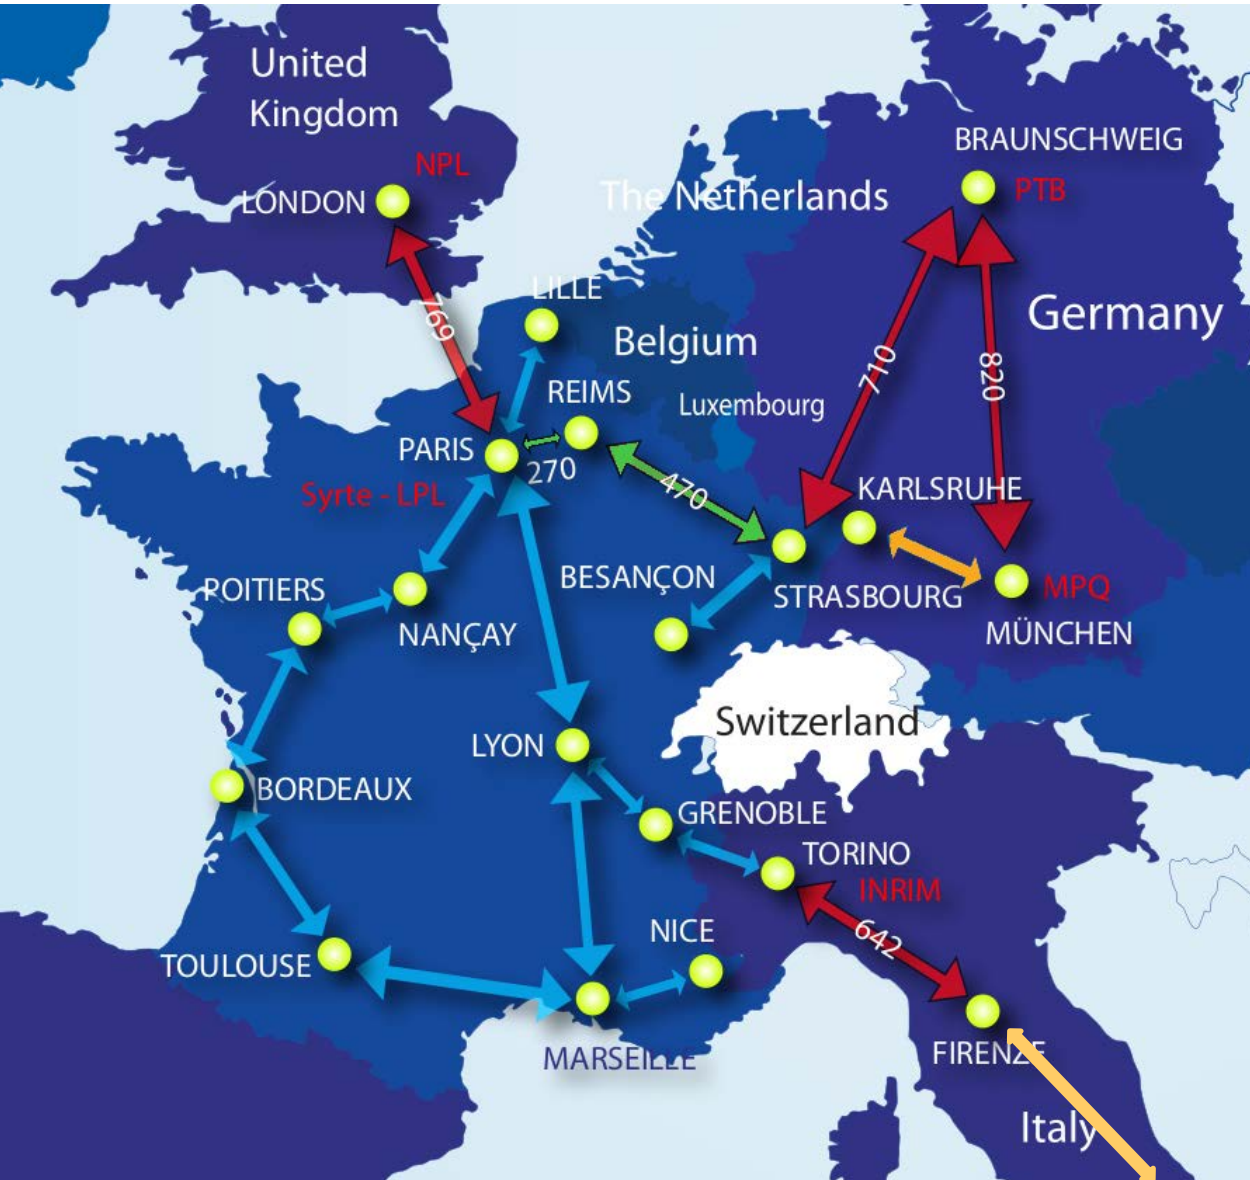 United
Kingdom
NPL
LONDON
BRAUNSCHWEIG
PTB
The Netherlands
LILLE
769
Belgium
Germany
REIMS
Luxembourg
710
820
PARIS
270
Syrte - LPL
470
KARLSRUHE
BESANÇON
STRASBOURG
MPQ
MÜNCHEN
POITIERS
NANÇAY
Switzerland
LYON
BORDEAUX
GRENOBLE
TORINO
INRIM
642
NICE
TOULOUSE
MARSEILLE
FIRENZE
Italy